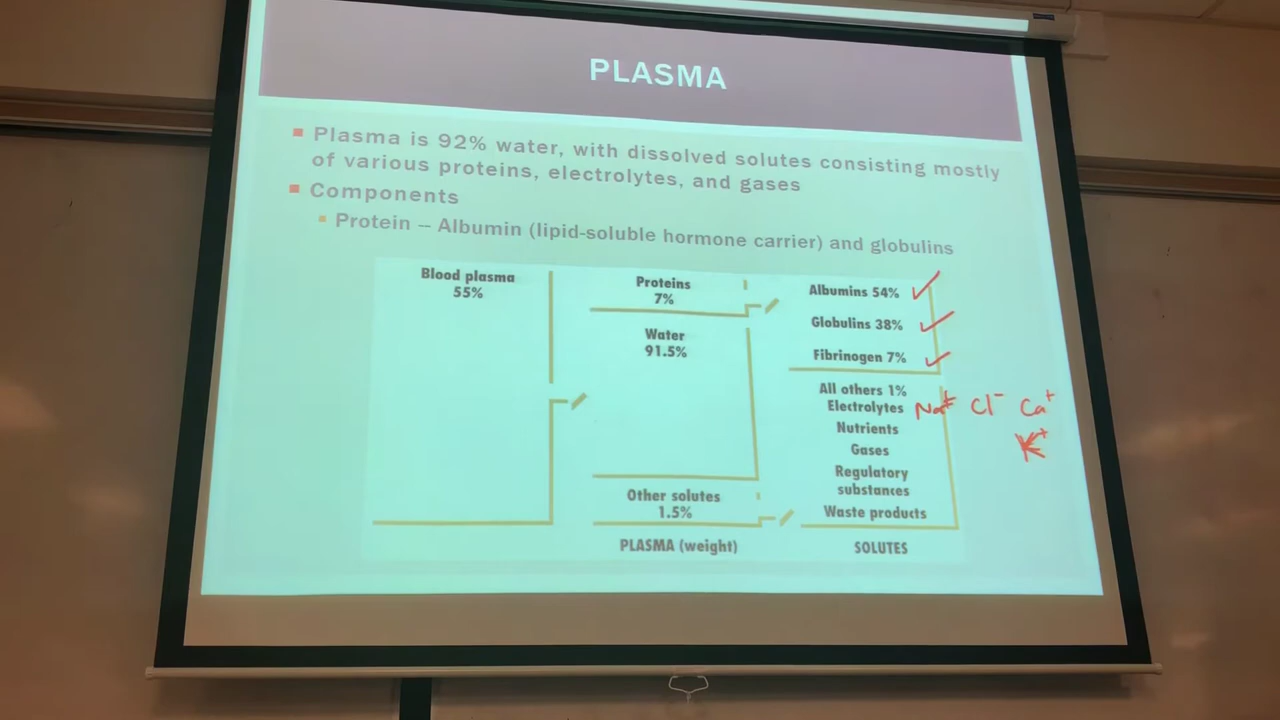 PLASMA
Plasma is 92% water, with dissolved solutes consisting mostly
of various proteins, electrolytes, and gases
Components
Protein – Albumin (lipid-soluble hormone carrier) and globulins
Blood plasma
55%
Proteins
7%
Water
91.5%
Other solutes
1.5%
PLASMA (weight)
Albumins 54%
Globulins 38%
Fibrinogen 7%
All others 1%
Electrolytes Na+ Cl- Ca+
K+
Nutrients
Gases
Regulatory
substances
Waste products
SOLUTES